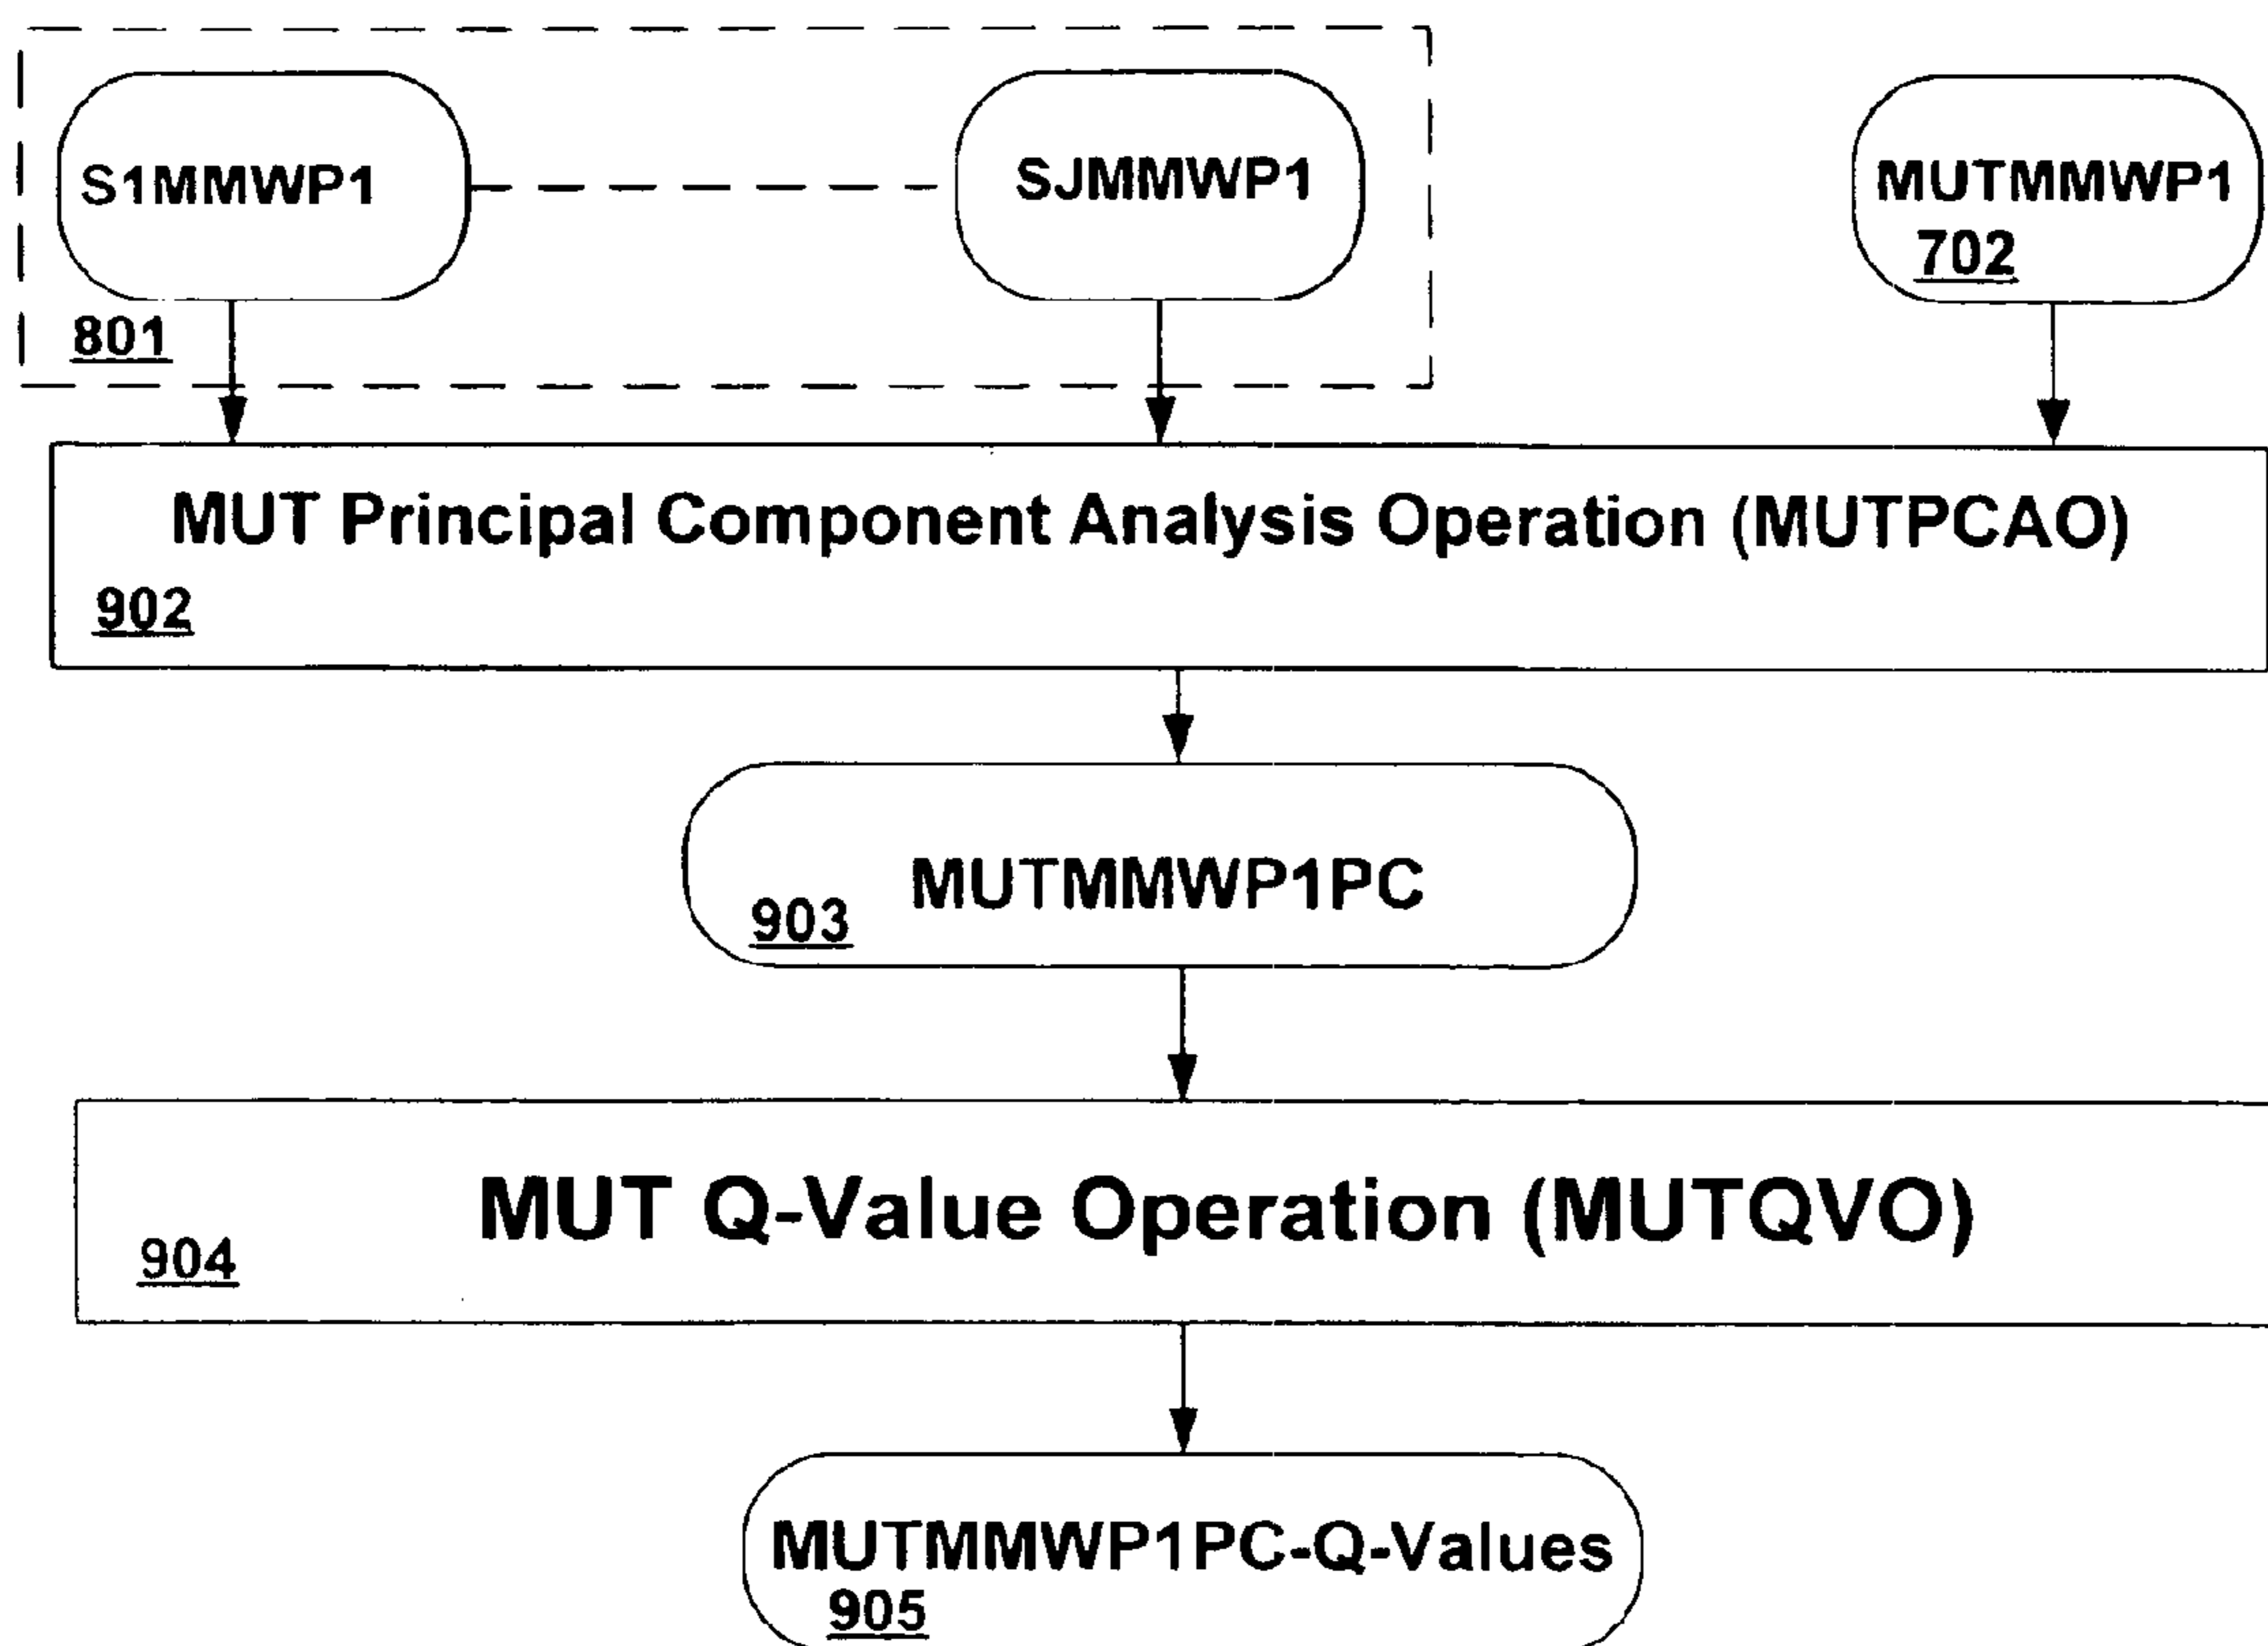 S1MMWP1
SJMMWP1
MUTMMWP1
702
801
MUT Principal Component Analysis Operation (MUTPCAO)
902
MUTMMWP1PC
903
MUT Q-Value Operation (MUTQVO)
904
MUTMMWP1PC-Q-Values
905